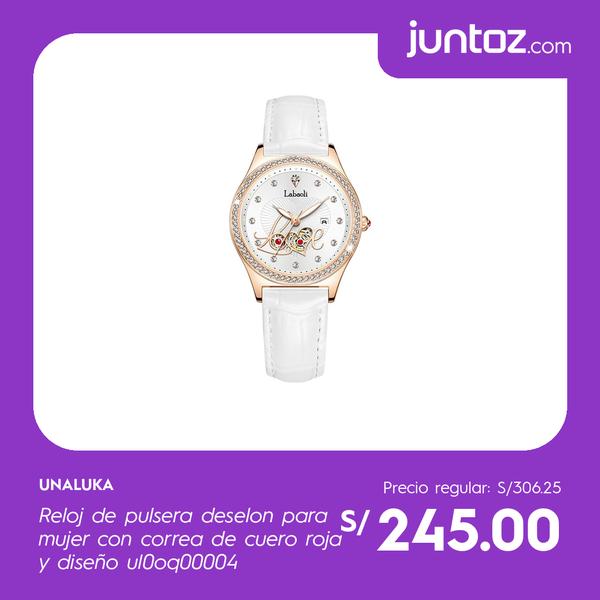 juntoz.com
Labaoli
Love
UNALUKA
Reloj de pulsera deselon para
mujer con correa de cuero roja
y diseño ul0oq00004
Precio regular: S/306.25
S/ 245.00